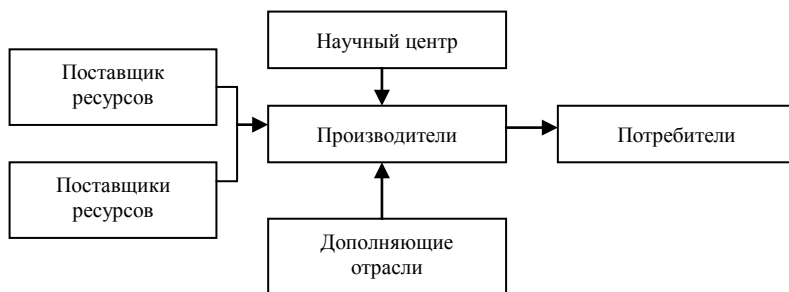 Научный центр
Поставщик
ресурсов
Производители
Потребители
Поставщики
ресурсов
Дополняющие
отрасли